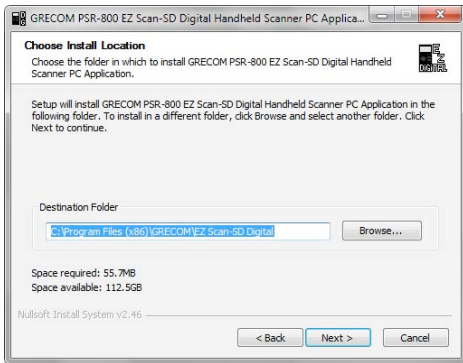 GRECOM PSR-800 EZ Scan-SD Digital Handheld Scanner PC Applica...
Choose Install Location
Choose the folder in which to install GRECOM PSR-800 EZ Scan-SD Digital Handheld
Scanner PC Application.
EZ
DIGITAL
Setup will install GRECOM PSR-800 EZ Scan-SD Digital Handheld Scanner PC Application in the
following folder. To install in a different folder, click Browse and select another folder. Click
Next to continue.
Destination Folder
C:\Program Files (x86)\GRECOM\EZ Scan-SD Digital
Browse...
Space required: 55.7MB
Space available: 112.5GB
Nullsoft Install System v2.46
< Back
Next >
Cancel